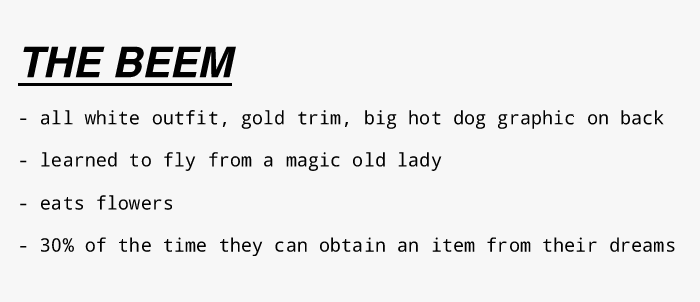 THE BEEM
- all white outfit, gold trim, big hot dog graphic on back
- learned to fly from a magic old lady
- eats flowers
- 30% of the time they can obtain an item from their dreams